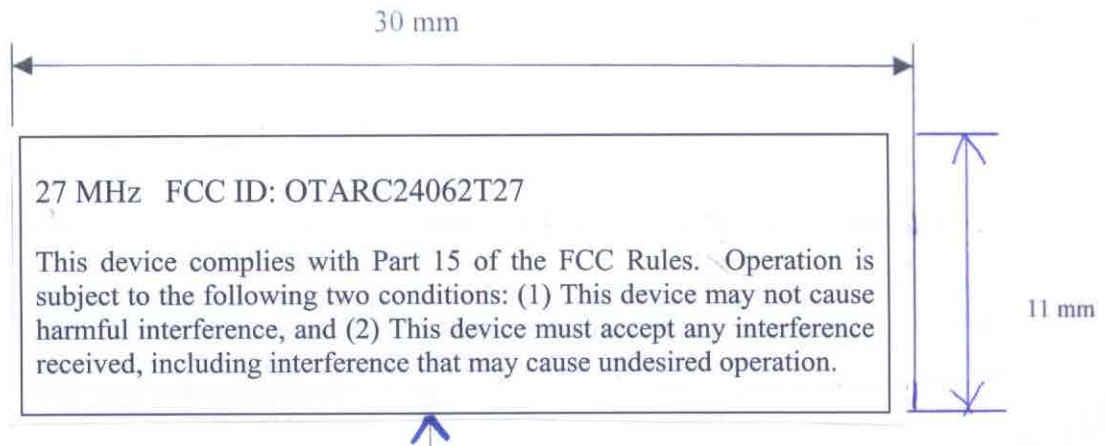 30 mm
27 MHz FCC ID: OTARC24062T27
This device complies with Part 15 of the FCC Rules. Operation is
subject to the following two conditions: (1) This device may not cause
harmful interference, and (2) This device must accept any interference
received, including interference that may cause undesired operation.
11 mm